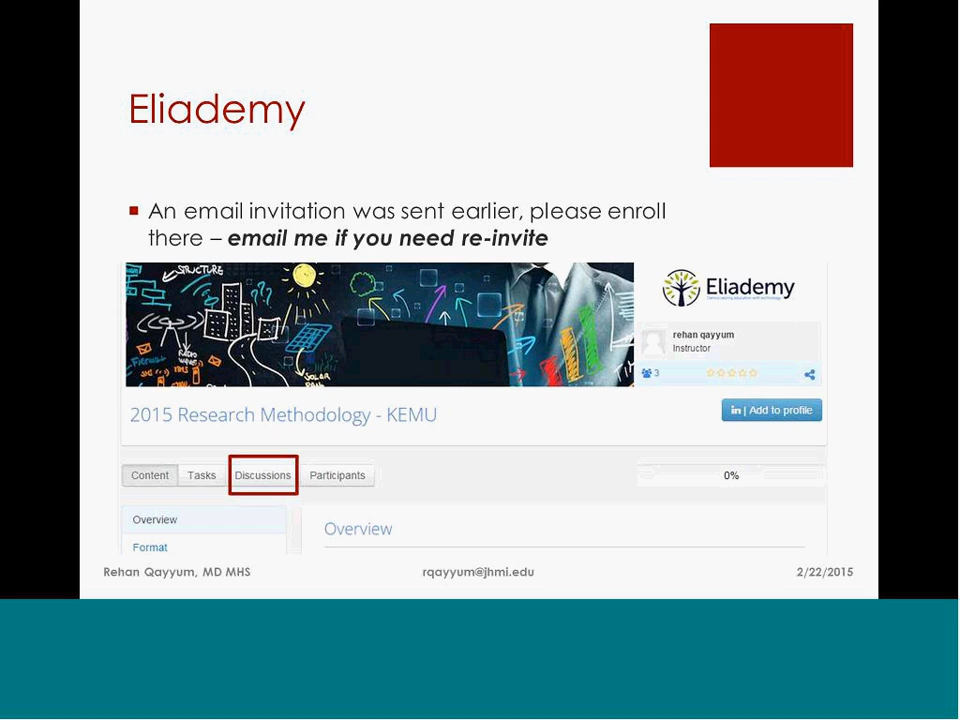 Eliademy
An email invitation was sent earlier, please enroll
there – email me if you need re-invite
STRUCTURE
???
SOLAR
Eliademy
rehan qayyum
Instructor
3
2015 Research Methodology - KEMU
in | Add to profile
Content Tasks Discussions Participants
0%
Overview
Format
Overview
Rehan Qayyum, MD MHS rqayyum@jhmi.edu 2/22/2015